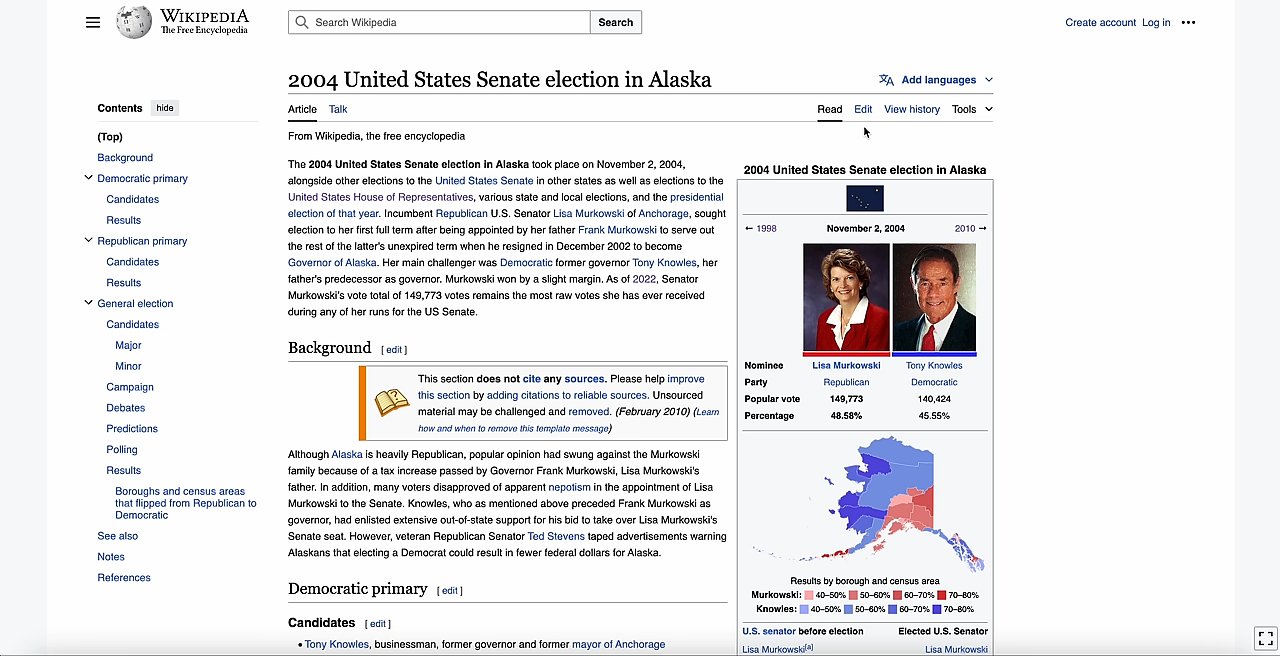 WIKIPEDIA
The Free Encyclopedia
Search Wikipedia
Search
Create account Log in
2004 United States Senate election in Alaska
Add languages
Article Talk
Read Edit View history Tools
From Wikipedia, the free encyclopedia
Contents hide
(Top)
Background
Democratic primary
Candidates
Results
Republican primary
Candidates
Results
General election
Candidates
Major
Minor
Campaign
Debates
Predictions
Polling
Results
Boroughs and census areas
that flipped from Republican to
Democratic
See also
Notes
References
The 2004 United States Senate election in Alaska took place on November 2, 2004,
alongside other elections to the United States Senate in other states as well as elections to the
United States House of Representatives, various state and local elections, and the presidential
election of that year. Incumbent Republican U.S. Senator Lisa Murkowski of Anchorage, sought
election to her first full term after being appointed by her father Frank Murkowski to serve out
the rest of the latter's unexpired term when he resigned in December 2002 to become
Governor of Alaska. Her main challenger was Democratic former governor Tony Knowles, her
father's predecessor as governor. Murkowski won by a slight margin. As of 2022, Senator
Murkowski's vote total of 149,773 votes remains the most raw votes she has ever received
during any of her runs for the US Senate.
Background [ edit ]
This section does not cite any sources. Please help improve
this section by adding citations to reliable sources. Unsourced
material may be challenged and removed. (February 2010) (Learn
how and when to remove this template message)
Although Alaska is heavily Republican, popular opinion had swung against the Murkowski
family because of a tax increase passed by Governor Frank Murkowski, Lisa Murkowski's
father. In addition, many voters disapproved of apparent nepotism in the appointment of Lisa
Murkowski to the Senate. Knowles, who as mentioned above preceded Frank Murkowski as
governor, had enlisted extensive out-of-state support for his bid to take over Lisa Murkowski's
Senate seat. However, veteran Republican Senator Ted Stevens taped advertisements warning
Alaskans that electing a Democrat could result in fewer federal dollars for Alaska.
Democratic primary [ edit ]
Candidates [ edit ]
• Tony Knowles, businessman, former governor and former mayor of Anchorage
2004 United States Senate election in Alaska
← 1998 November 2, 2004 2010 →
Nominee Lisa Murkowski Tony Knowles
Party Republican Democratic
Popular vote 149,773 140,424
Percentage 48.58% 45.55%
Results by borough and census area
Murkowski: 40–50% 50–60% 60–70% 70–80%
Knowles: 40–50% 50–60% 60–70% 70–80%
U.S. senator before election Elected U.S. Senator
Lisa Murkowski[a] Lisa Murkowski